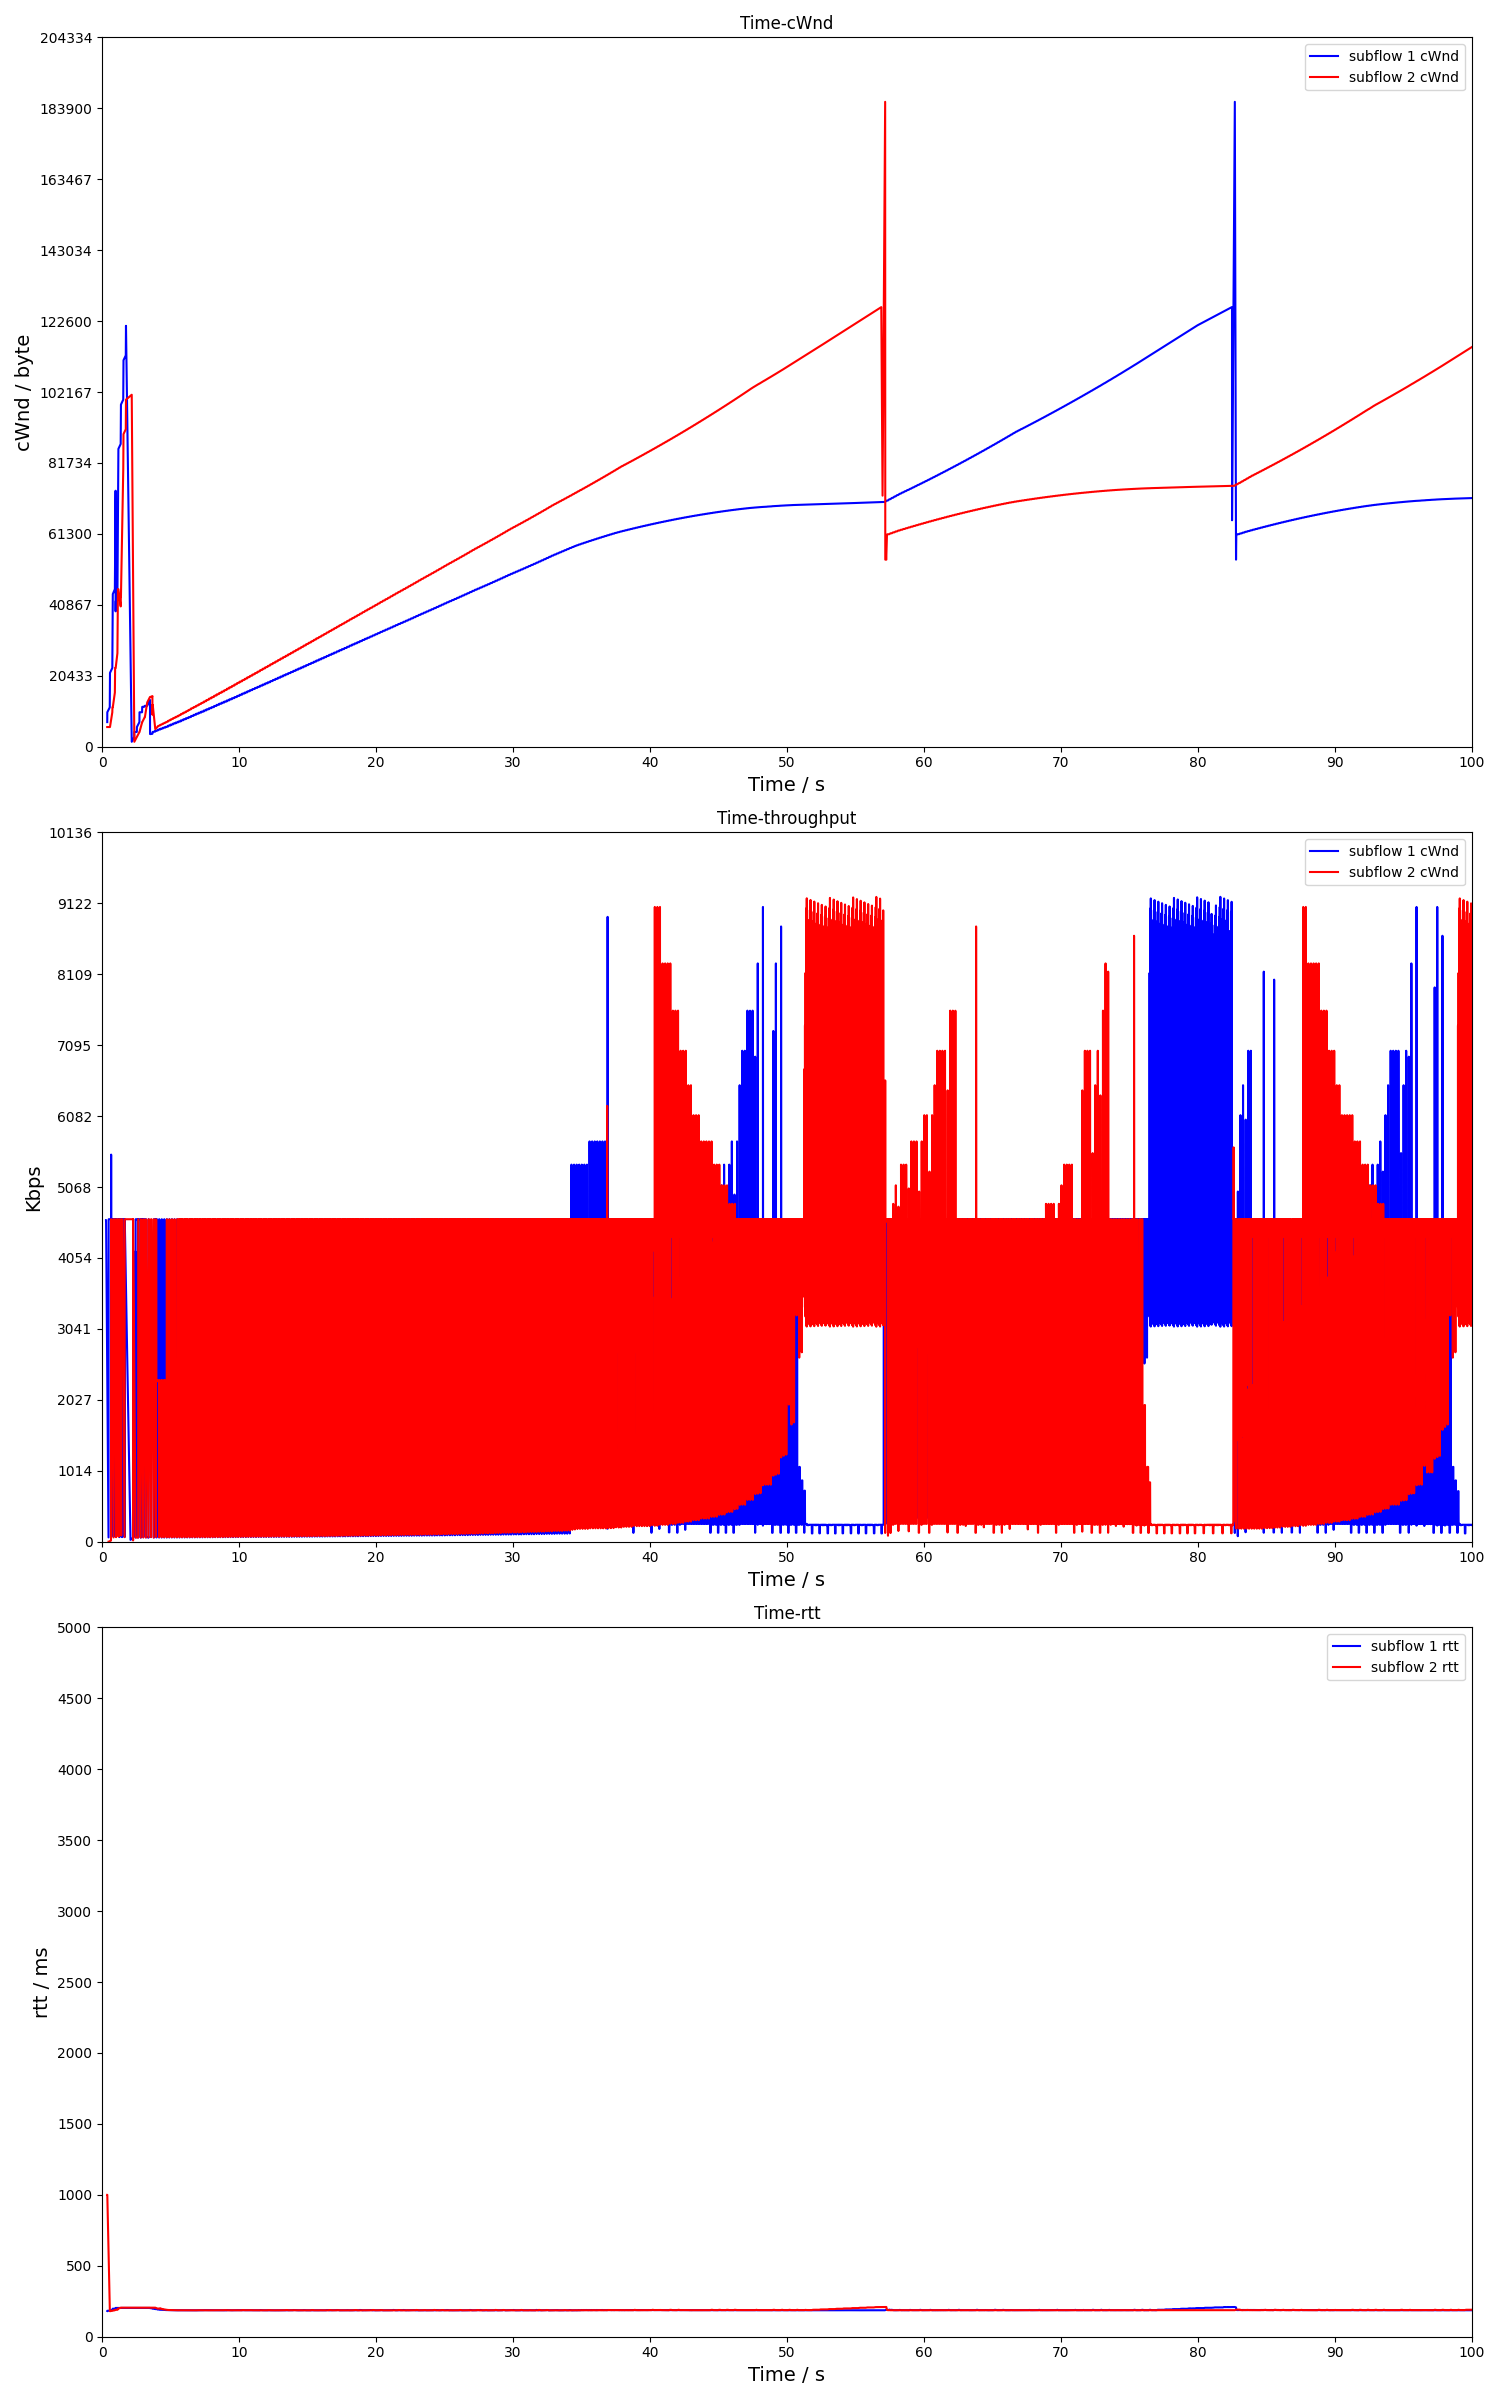 Time-cWnd
204334
183900
163467
143034
122600
102167
81734
61300
40867
20433
0
cWnd / byte
subflow 1 cWnd
subflow 2 cWnd
0 10 20 30 40 50 60 70 80 90 100
Time / s
Time-throughput
10136
9122
8109
7095
6082
5068
4054
3041
2027
1014
0
Kbps
subflow 1 cWnd
subflow 2 cWnd
0 10 20 30 40 50 60 70 80 90 100
Time / s
Time-rtt
5000
4500
4000
3500
3000
2500
2000
1500
1000
500
0
rtt / ms
subflow 1 rtt
subflow 2 rtt
0 10 20 30 40 50 60 70 80 90 100
Time / s